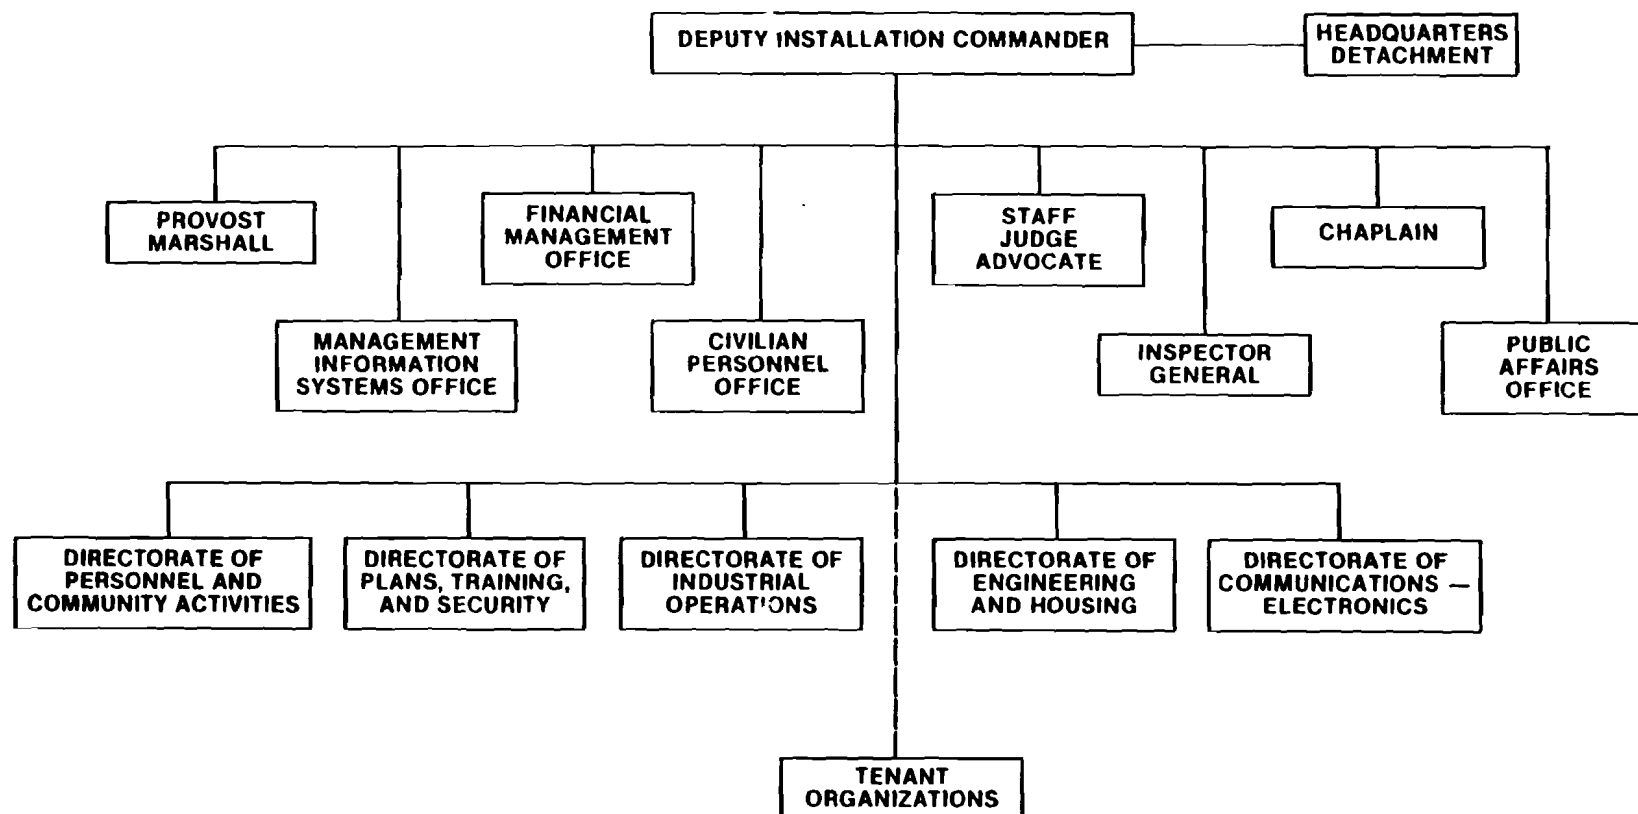 DEPUTY INSTALLATION COMMANDER
HEADQUARTERS
DETACHMENT
PROVOST
MARSHALL
FINANCIAL
MANAGEMENT
OFFICE
STAFF
JUDGE
ADVOCATE
CHAPLAIN
MANAGEMENT
INFORMATION
SYSTEMS OFFICE
CIVILIAN
PERSONNEL
OFFICE
INSPECTOR
GENERAL
PUBLIC
AFFAIRS
OFFICE
DIRECTORATE OF
PERSONNEL AND
COMMUNITY ACTIVITIES
DIRECTORATE OF
PLANS, TRAINING,
AND SECURITY
DIRECTORATE OF
INDUSTRIAL
OPERATIONS
DIRECTORATE OF
ENGINEERING
AND HOUSING
DIRECTORATE OF
COMMUNICATIONS —
ELECTRONICS
TENANT
ORGANIZATIONS